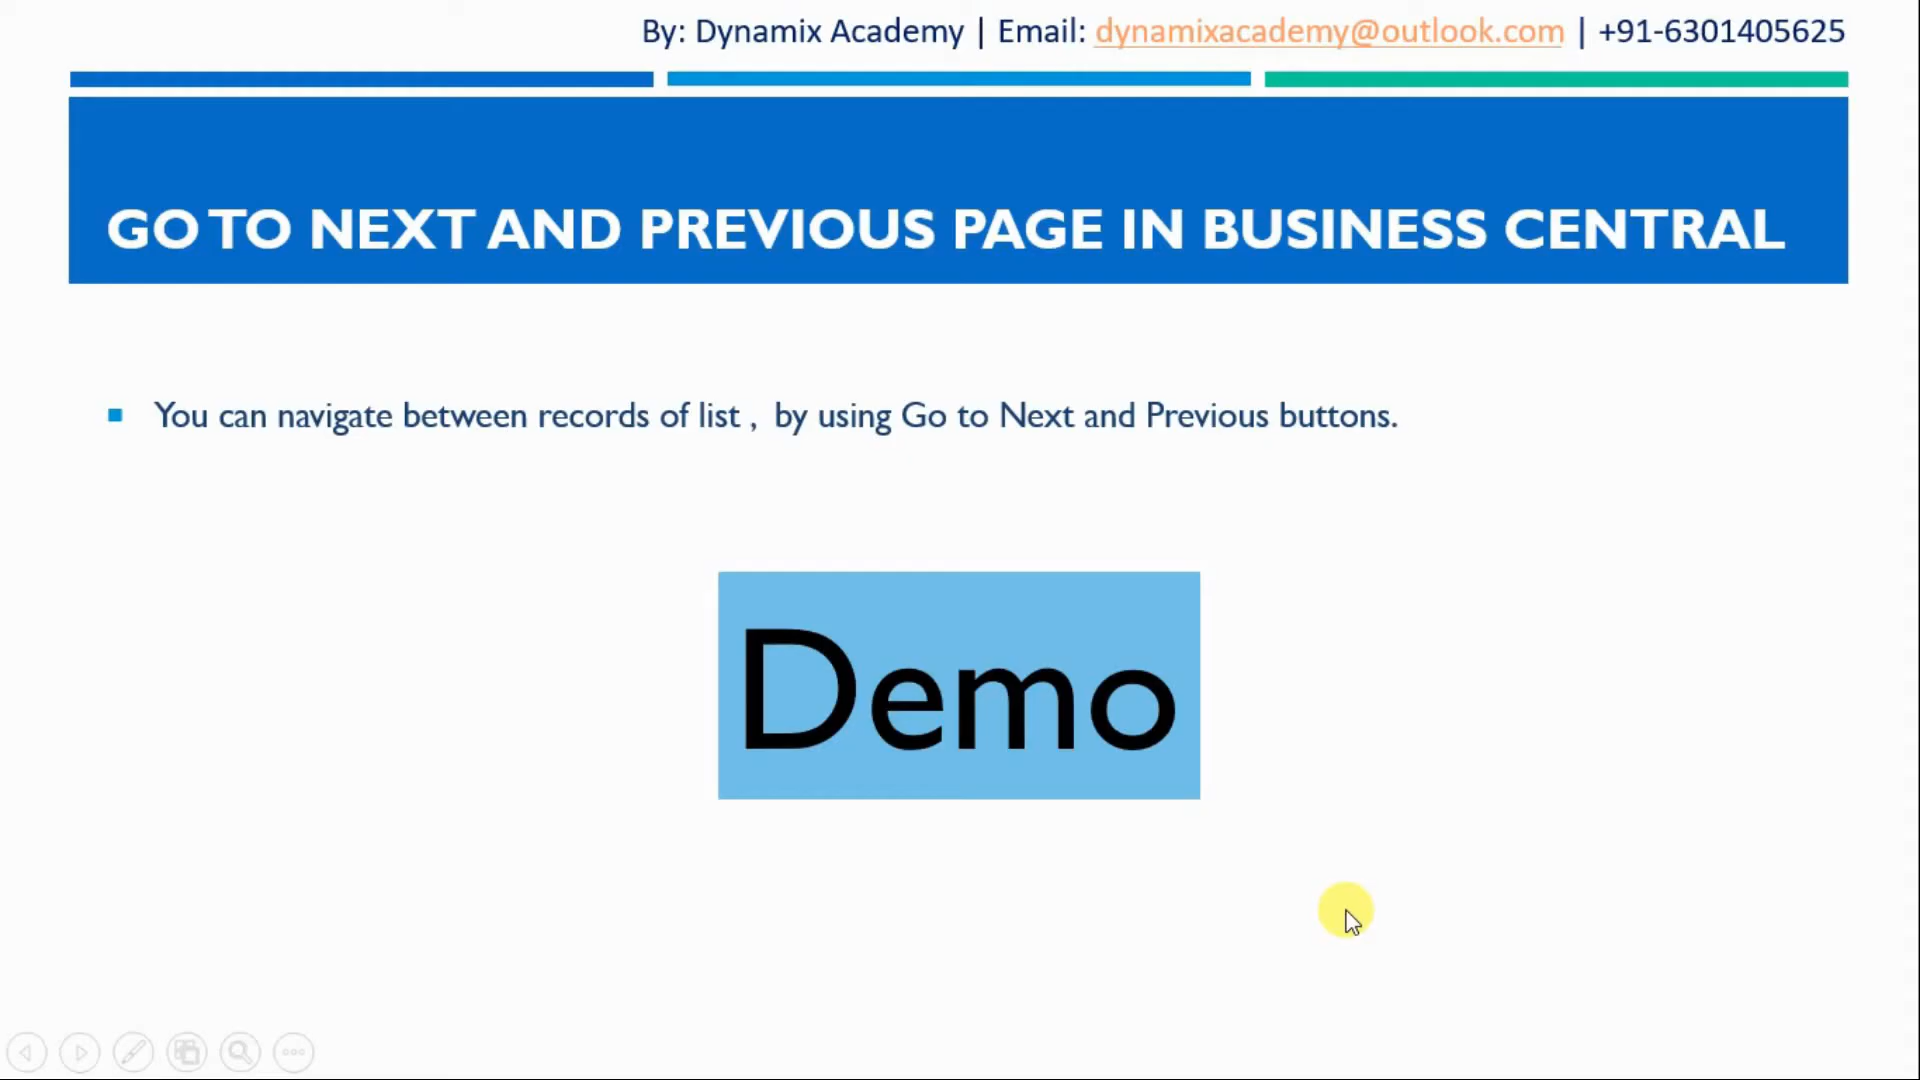 By: Dynamix Academy | Email: dynamixacademy@outlook.com | +91-6301405625
GO TO NEXT AND PREVIOUS PAGE IN BUSINESS CENTRAL
You can navigate between records of list , by using Go to Next and Previous buttons.
Demo